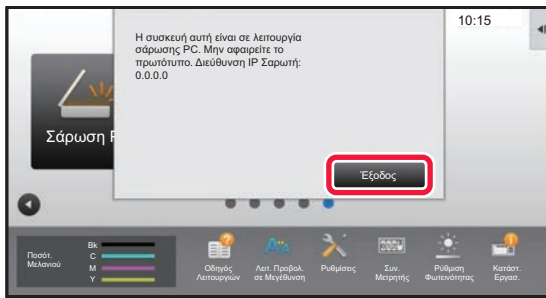 10:15
Η συσκευή αυτή είναι σε λειτουργία
σάρωσης PC. Μην αφαιρείτε το
πρωτότυπο. Διεύθυνση IP Σαρωτή:
0.0.0.0
Σάρωση
Έξοδος
Ποσότ.
Μελανιού
Bk
C
M
Y
Οδηγός
Λειτουργιών
Λειτ. Προβολ.
σε Μεγέθυνση
Ρυθμίσεις
Συν.
Μετρητής
Ρύθμιση
Φωτεινότητας
Κατάστ.
Εργασ.